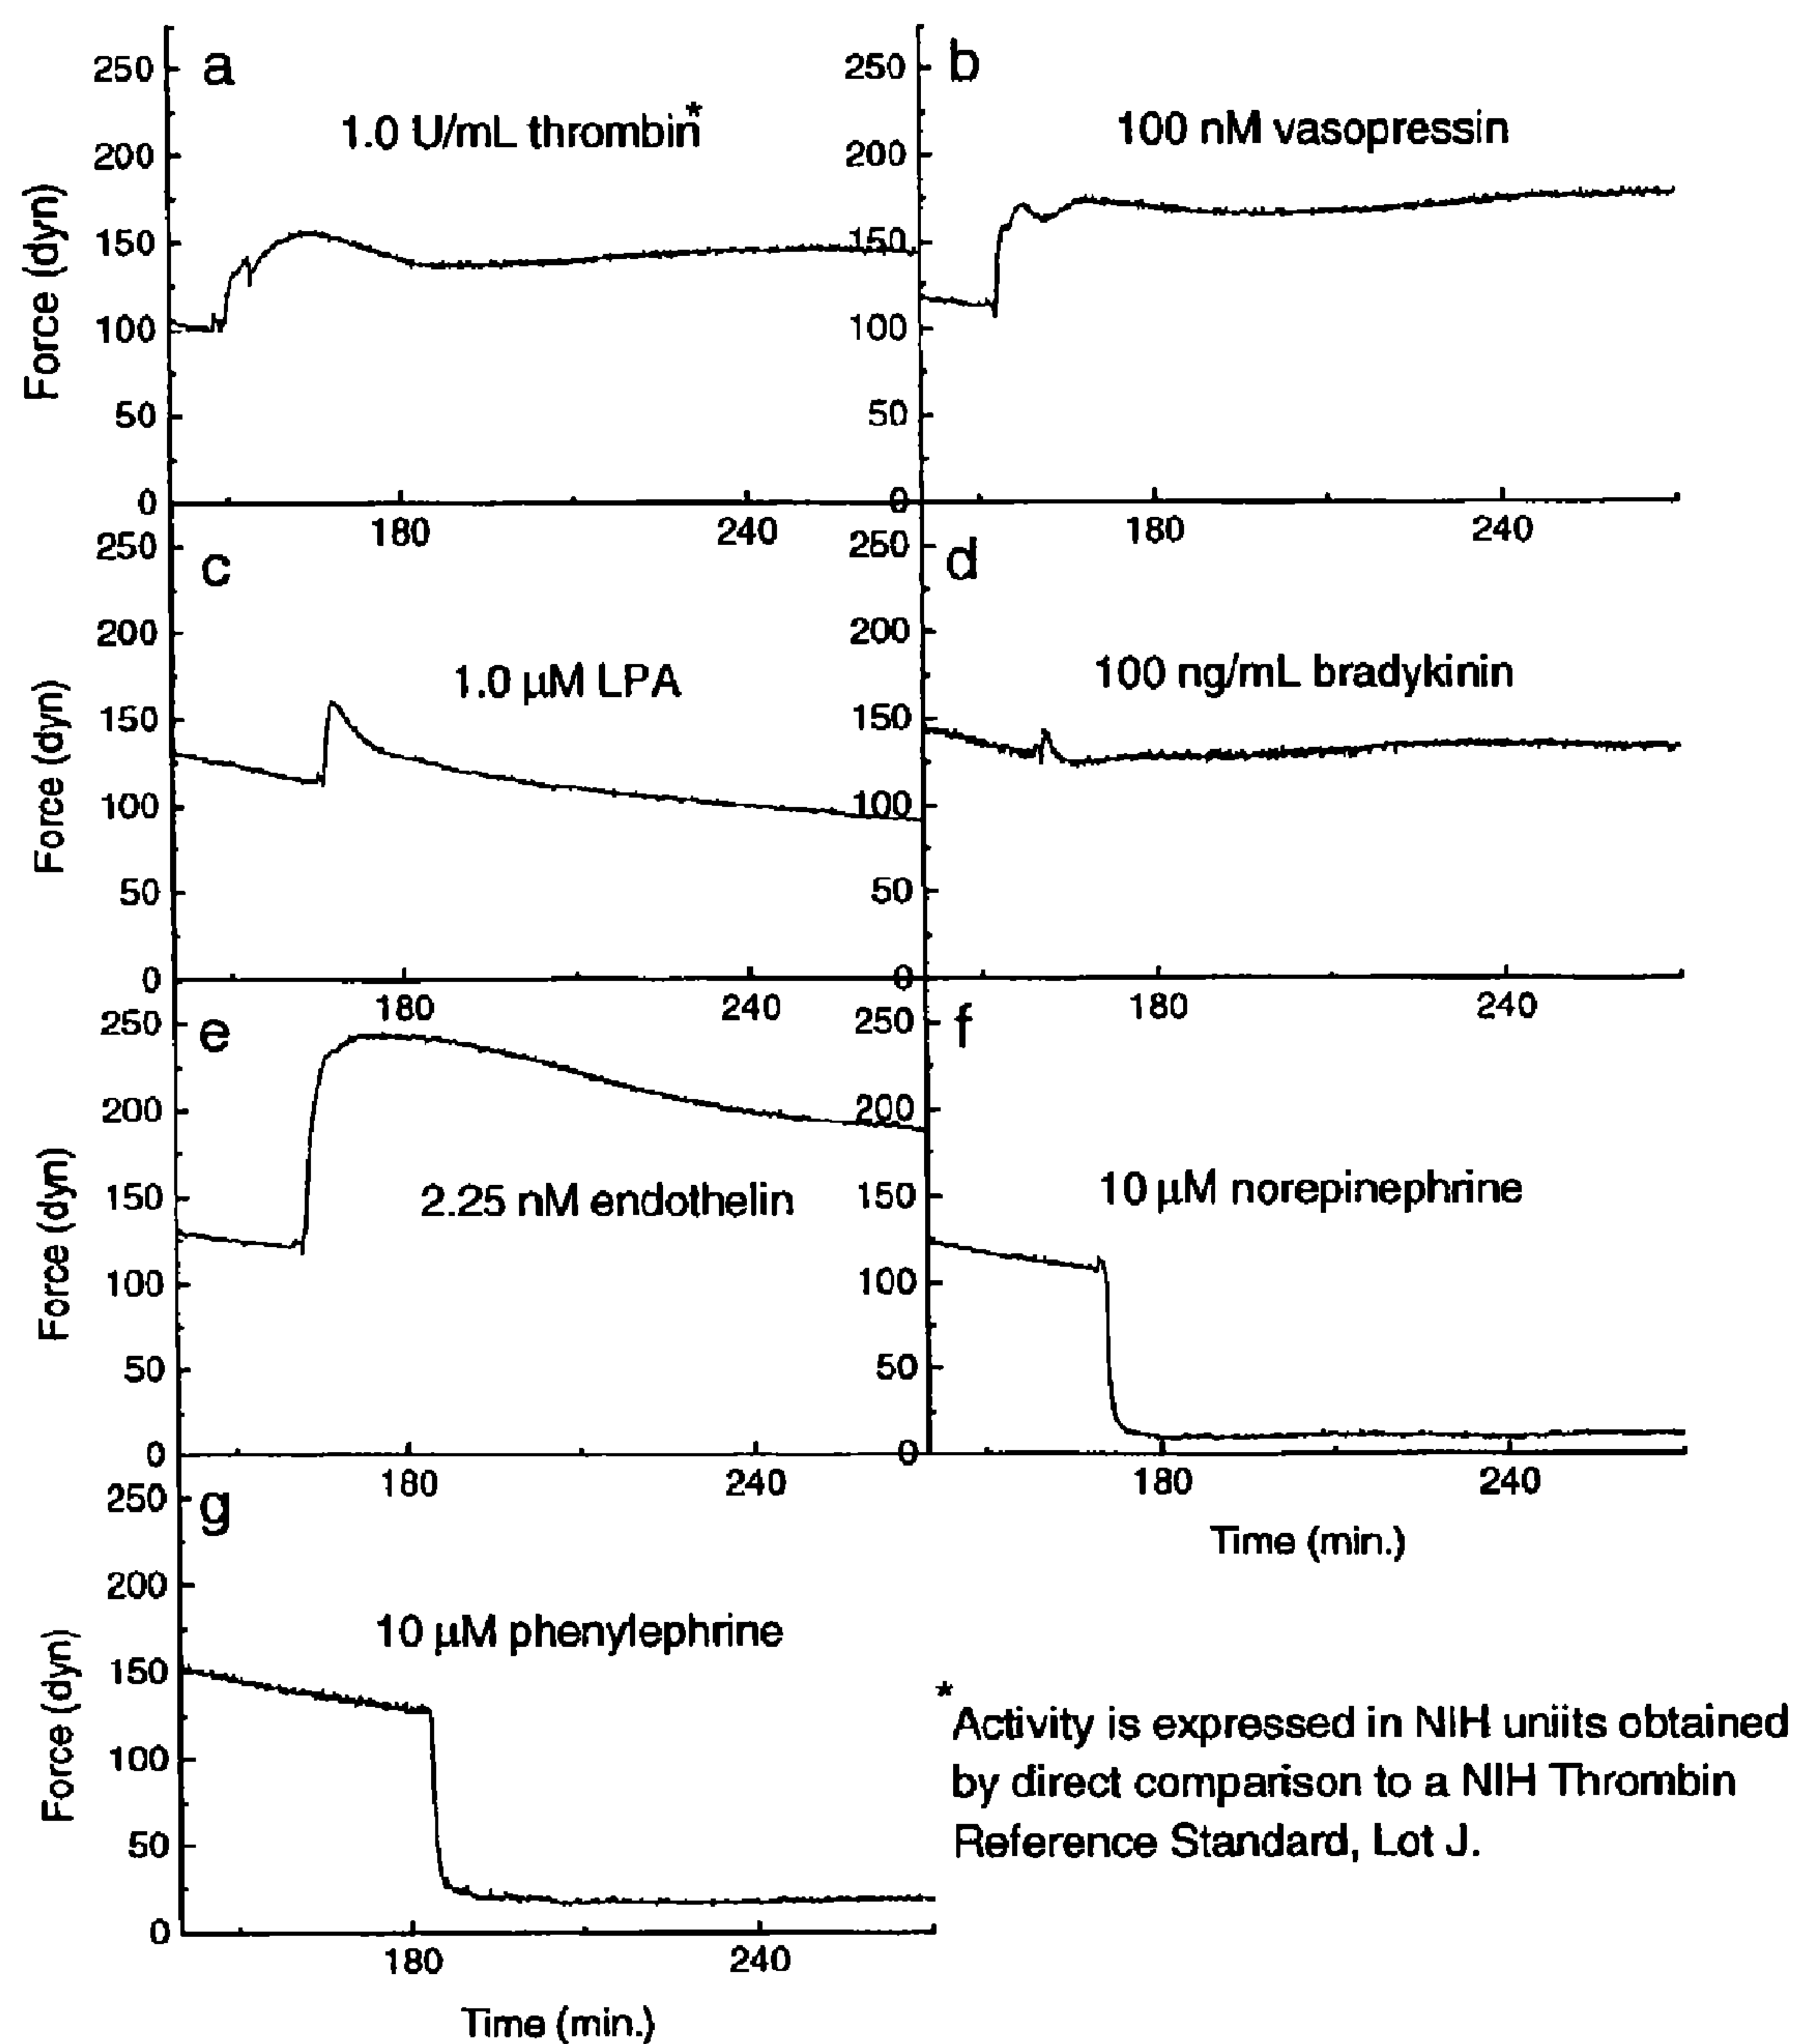 a
1.0 U/mL thrombin*
Force (dyn)
250
200
150
100
50
0
180
240
b
100 nM vasopressin
250
200
150
100
50
0
180
240
c
1.0 µM LPA
Force (dyn)
250
200
150
100
50
0
180
240
d
100 ng/mL bradykinin
250
200
150
100
50
0
180
240
e
2.25 nM endothelin
Force (dyn)
250
200
150
100
50
0
180
240
f
10 µM norepinephrine
250
200
150
100
50
0
180
240
Time (min.)
g
10 µM phenylephrine
Force (dyn)
250
200
150
100
50
0
180
240
Time (min.)
*
Activity is expressed in NIH uniits obtained
by direct comparison to a NIH Thrombin
Reference Standard, Lot J.